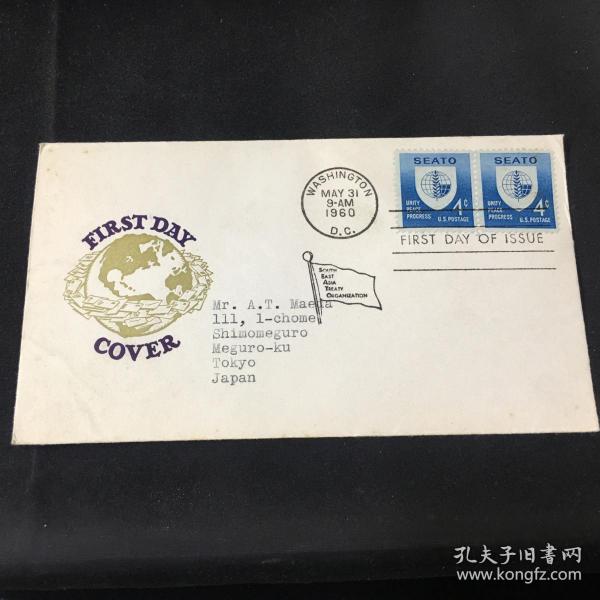 FIRST DAY
COVER
WASHINGTON
MAY 31
9-AM
1960
D.C.
SEATO
UNITY
PEACE
PROGRESS
4c
U.S. POSTAGE
SEATO
UNITY
PEACE
PROGRESS
4c
U.S. POSTAGE
FIRST DAY OF ISSUE
SOUTH
EAST
ASIA
TREATY
ORGANIZATION
Mr. A.T. Maeda
111, 1-chome
Shimomeguro
Meguro-ku
Tokyo
Japan
孔夫子旧书网
www.kongfz.com